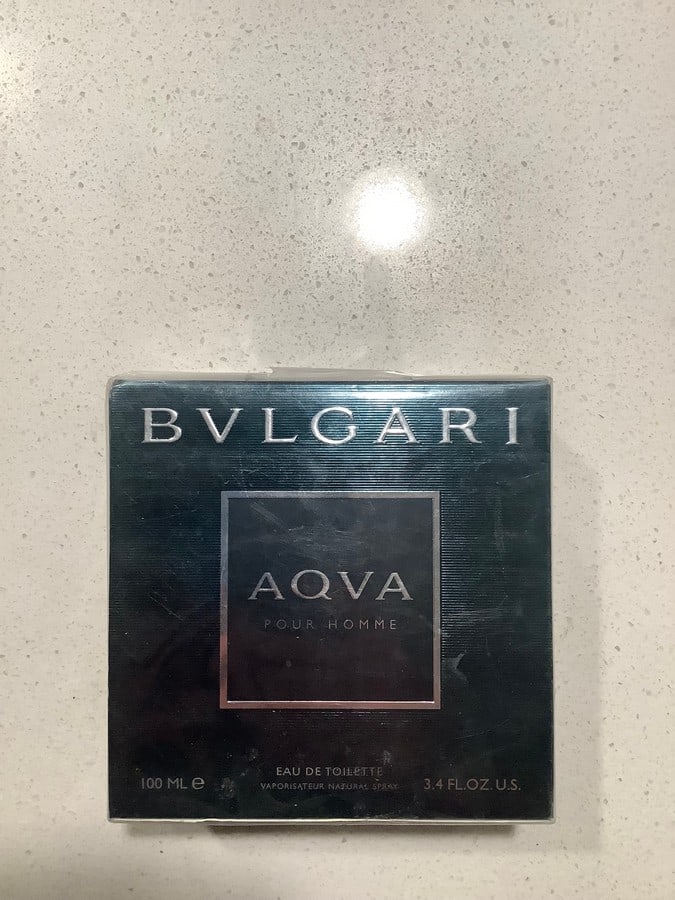 BVLGARI
AQVA
POUR HOMME
EAU DE TOILETTE
100 ML ℮ VAPORISATEUR NATURAL SPRAY 3.4 FL.OZ. U.S.